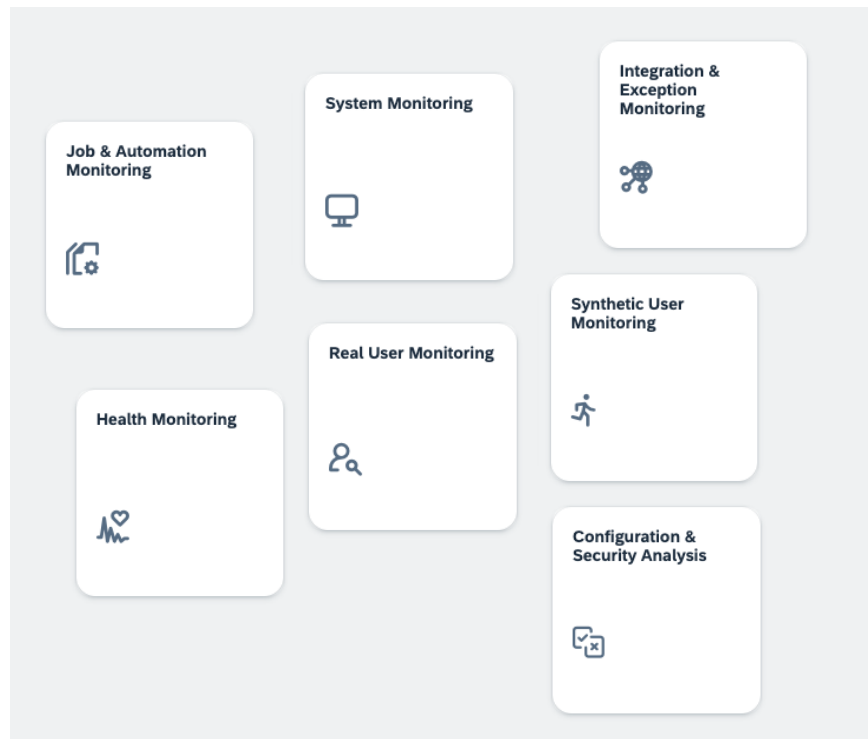 Integration &
Exception
Monitoring
System Monitoring
Job & Automation
Monitoring
Synthetic User
Monitoring
Real User Monitoring
Health Monitoring
Configuration &
Security Analysis